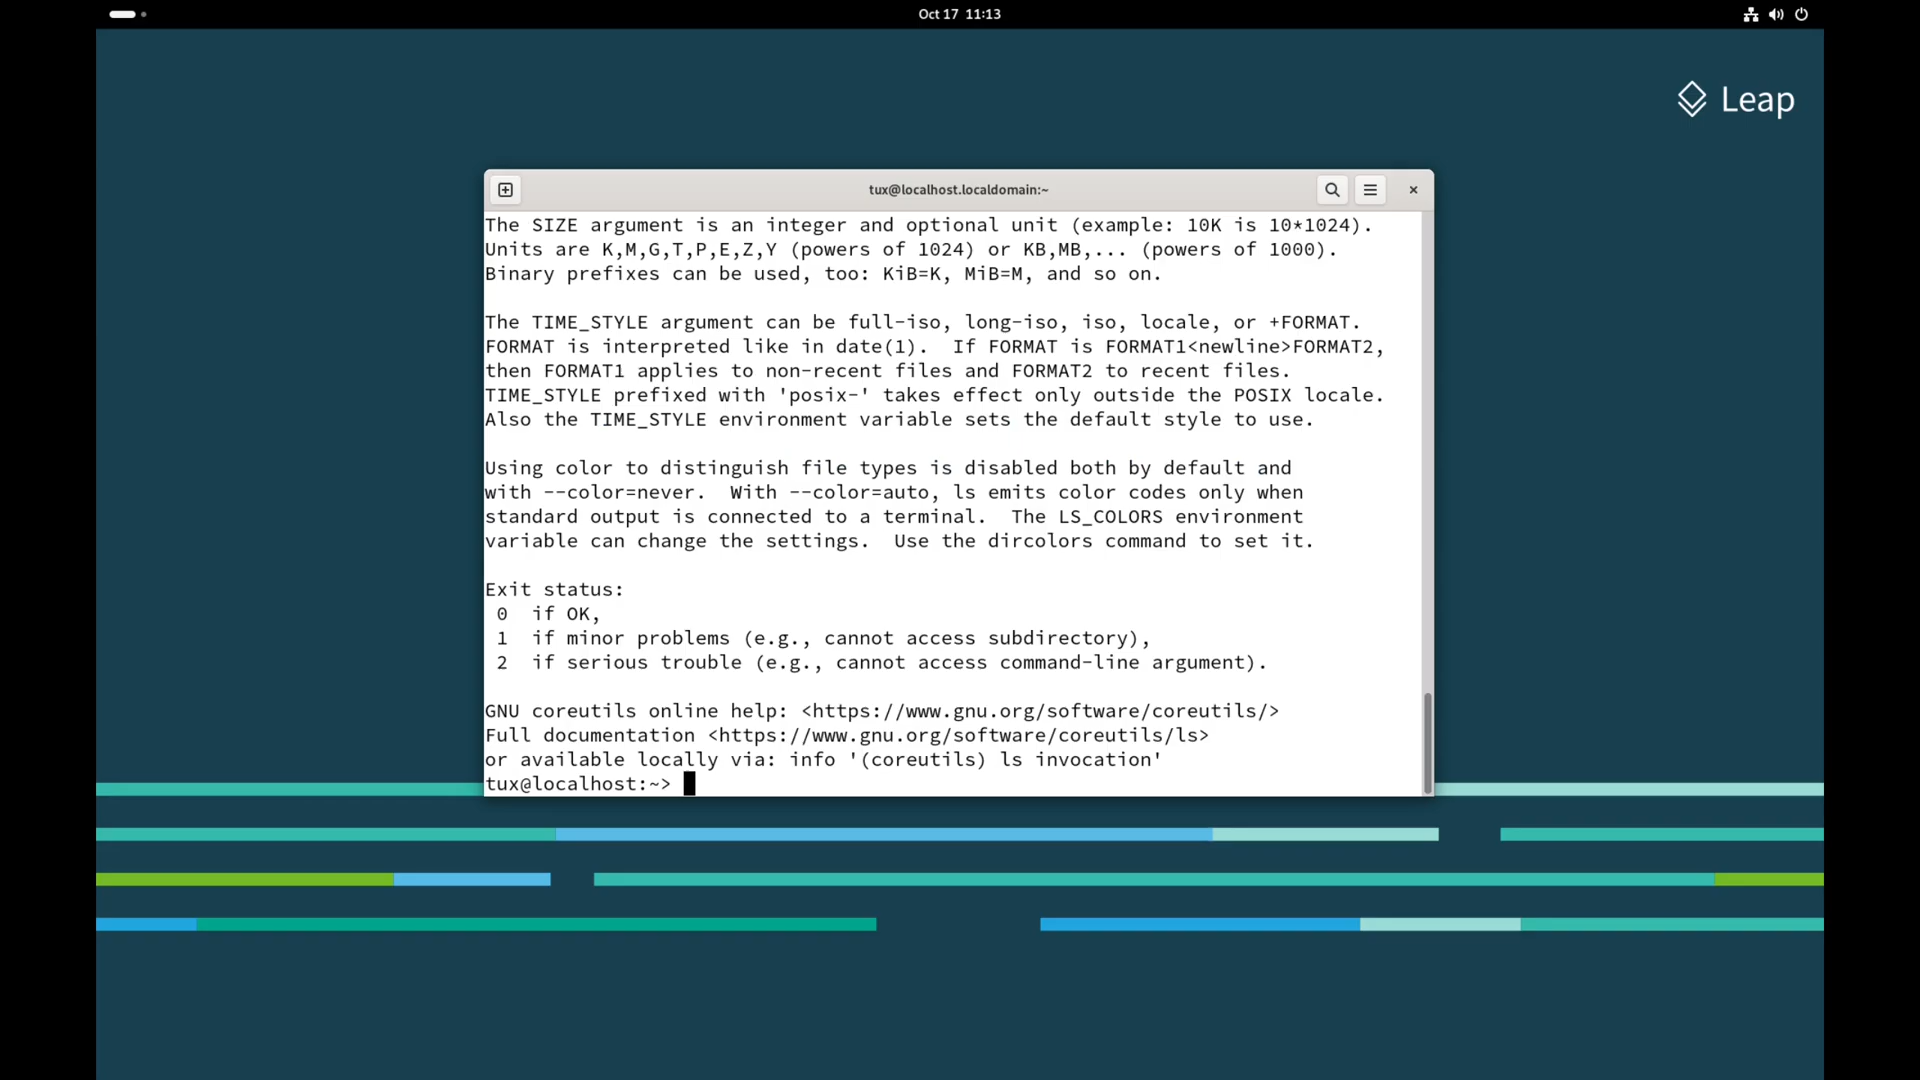 Oct 17 11:13
Leap
tux@localhost.localdomain:~
The SIZE argument is an integer and optional unit (example: 10K is 10*1024).
Units are K,M,G,T,P,E,Z,Y (powers of 1024) or KB,MB,... (powers of 1000).
Binary prefixes can be used, too: KiB=K, MiB=M, and so on.
The TIME_STYLE argument can be full-iso, long-iso, iso, locale, or +FORMAT.
FORMAT is interpreted like in date(1).  If FORMAT is FORMAT1<newline>FORMAT2,
then FORMAT1 applies to non-recent files and FORMAT2 to recent files.
TIME_STYLE prefixed with 'posix-' takes effect only outside the POSIX locale.
Also the TIME_STYLE environment variable sets the default style to use.
Using color to distinguish file types is disabled both by default and
with --color=never.  With --color=auto, ls emits color codes only when
standard output is connected to a terminal.  The LS_COLORS environment
variable can change the settings.  Use the dircolors command to set it.
Exit status:
 0  if OK,
 1  if minor problems (e.g., cannot access subdirectory),
 2  if serious trouble (e.g., cannot access command-line argument).
GNU coreutils online help: <https://www.gnu.org/software/coreutils/>
Full documentation <https://www.gnu.org/software/coreutils/ls>
or available locally via: info '(coreutils) ls invocation'
tux@localhost:~>